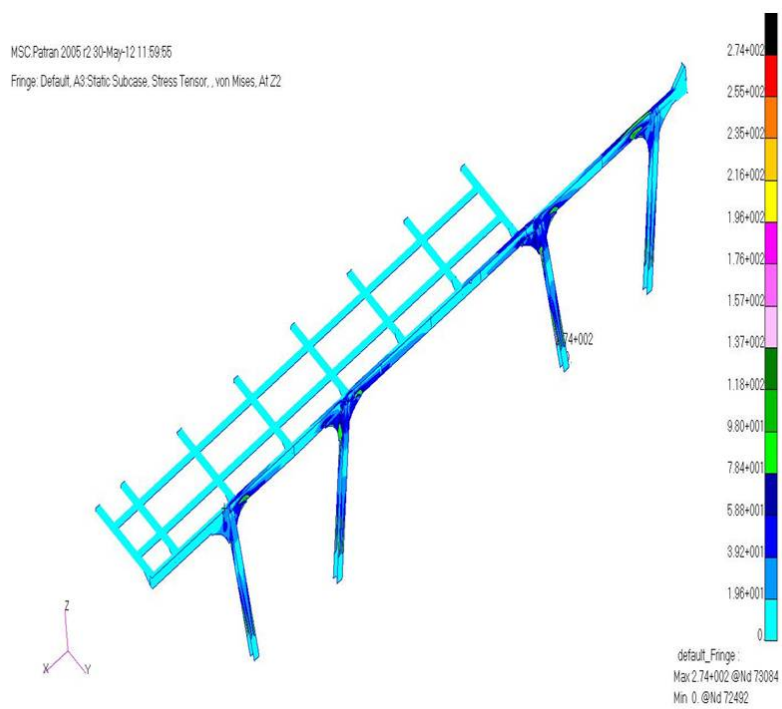 MSC.Patran 2005 r2 30-May-12 11:59:55
Fringe: Default, A3:Static Subcase, Stress Tensor, , von Mises, At Z2
2.74+002
2.55+002
2.35+002
2.16+002
1.96+002
1.76+002
1.57+002
1.37+002
1.18+002
9.80+001
7.84+001
5.88+001
3.92+001
1.96+001
0
74+002
Z
X
Y
default_Fringe :
Max 2.74+002 @Nd 73084
Min 0. @Nd 72492